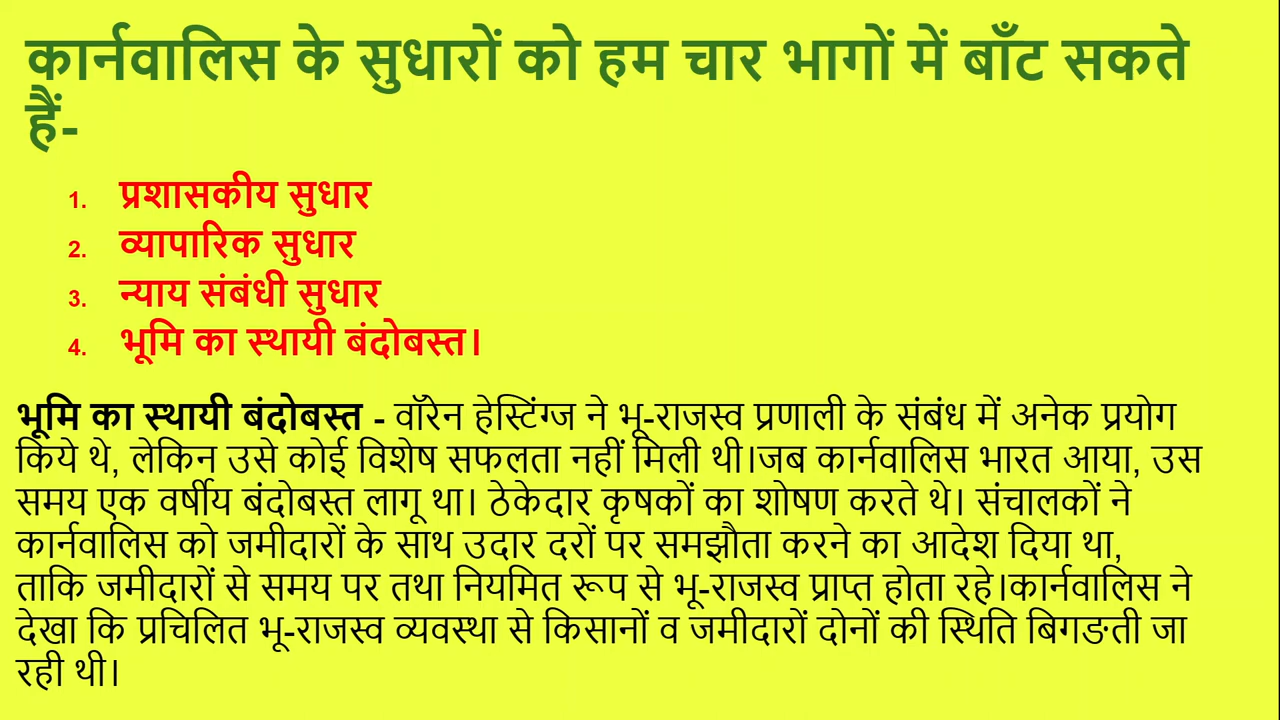 कार्नवालिस के सुधारों को हम चार भागों में बाँट सकते
हैं-
1. प्रशासकीय सुधार
2. व्यापारिक सुधार
3. न्याय संबंधी सुधार
4. भूमि का स्थायी बंदोबस्त।
भूमि का स्थायी बंदोबस्त - वॉरेन हेस्टिंग्ज ने भू-राजस्व प्रणाली के संबंध में अनेक प्रयोग
किये थे, लेकिन उसे कोई विशेष सफलता नहीं मिली थी।जब कार्नवालिस भारत आया, उस
समय एक वर्षीय बंदोबस्त लागू था। ठेकेदार कृषकों का शोषण करते थे। संचालकों ने
कार्नवालिस को जमीदारों के साथ उदार दरों पर समझौता करने का आदेश दिया था,
ताकि जमीदारों से समय पर तथा नियमित रूप से भू-राजस्व प्राप्त होता रहे।कार्नवालिस ने
देखा कि प्रचिलित भू-राजस्व व्यवस्था से किसानों व जमीदारों दोनों की स्थिति बिगङती जा
रही थी।